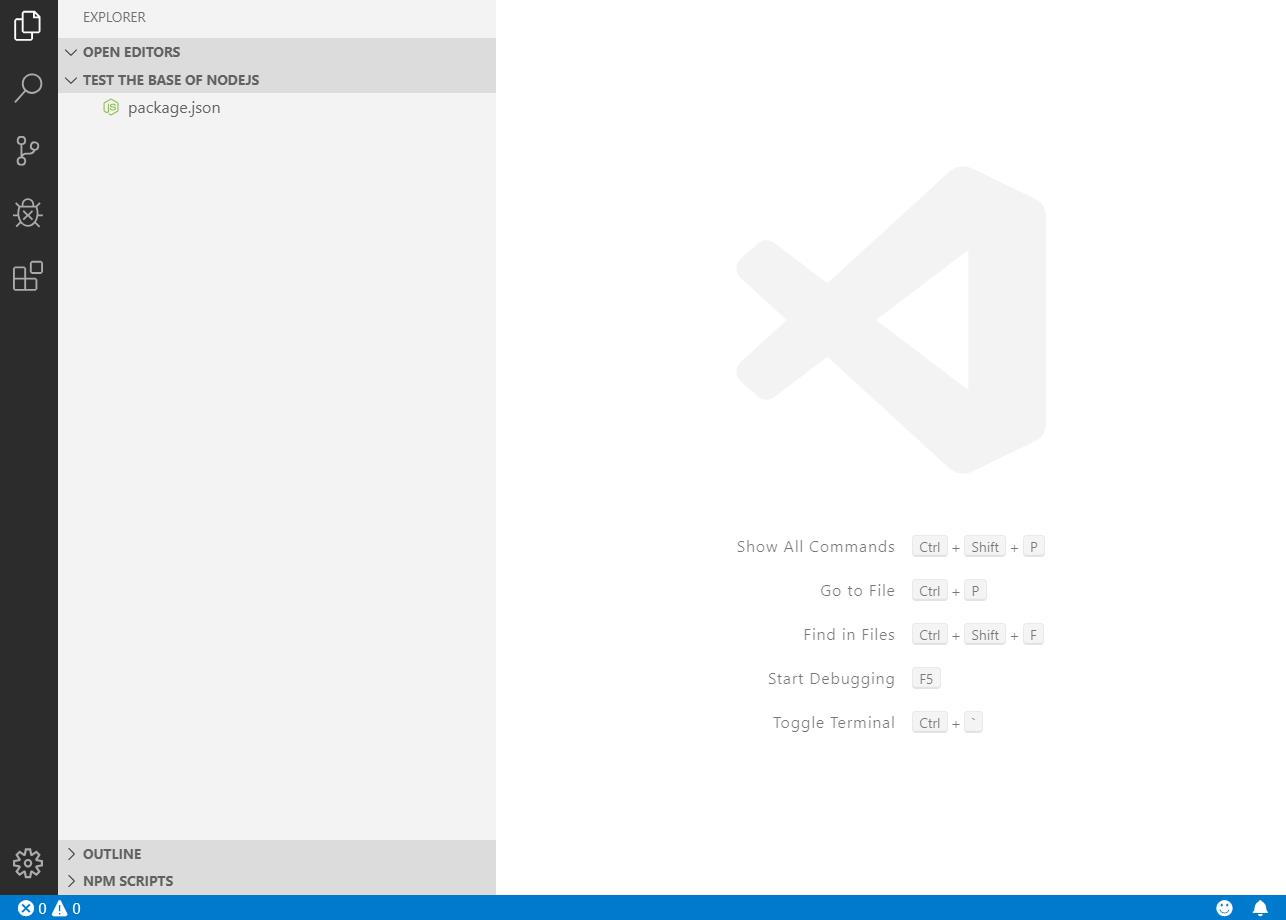 EXPLORER
OPEN EDITORS
TEST THE BASE OF NODEJS
JS package.json
Show All Commands Ctrl + Shift + P
Go to File Ctrl + P
Find in Files Ctrl + Shift + F
Start Debugging F5
Toggle Terminal Ctrl + `
OUTLINE
NPM SCRIPTS
0 0